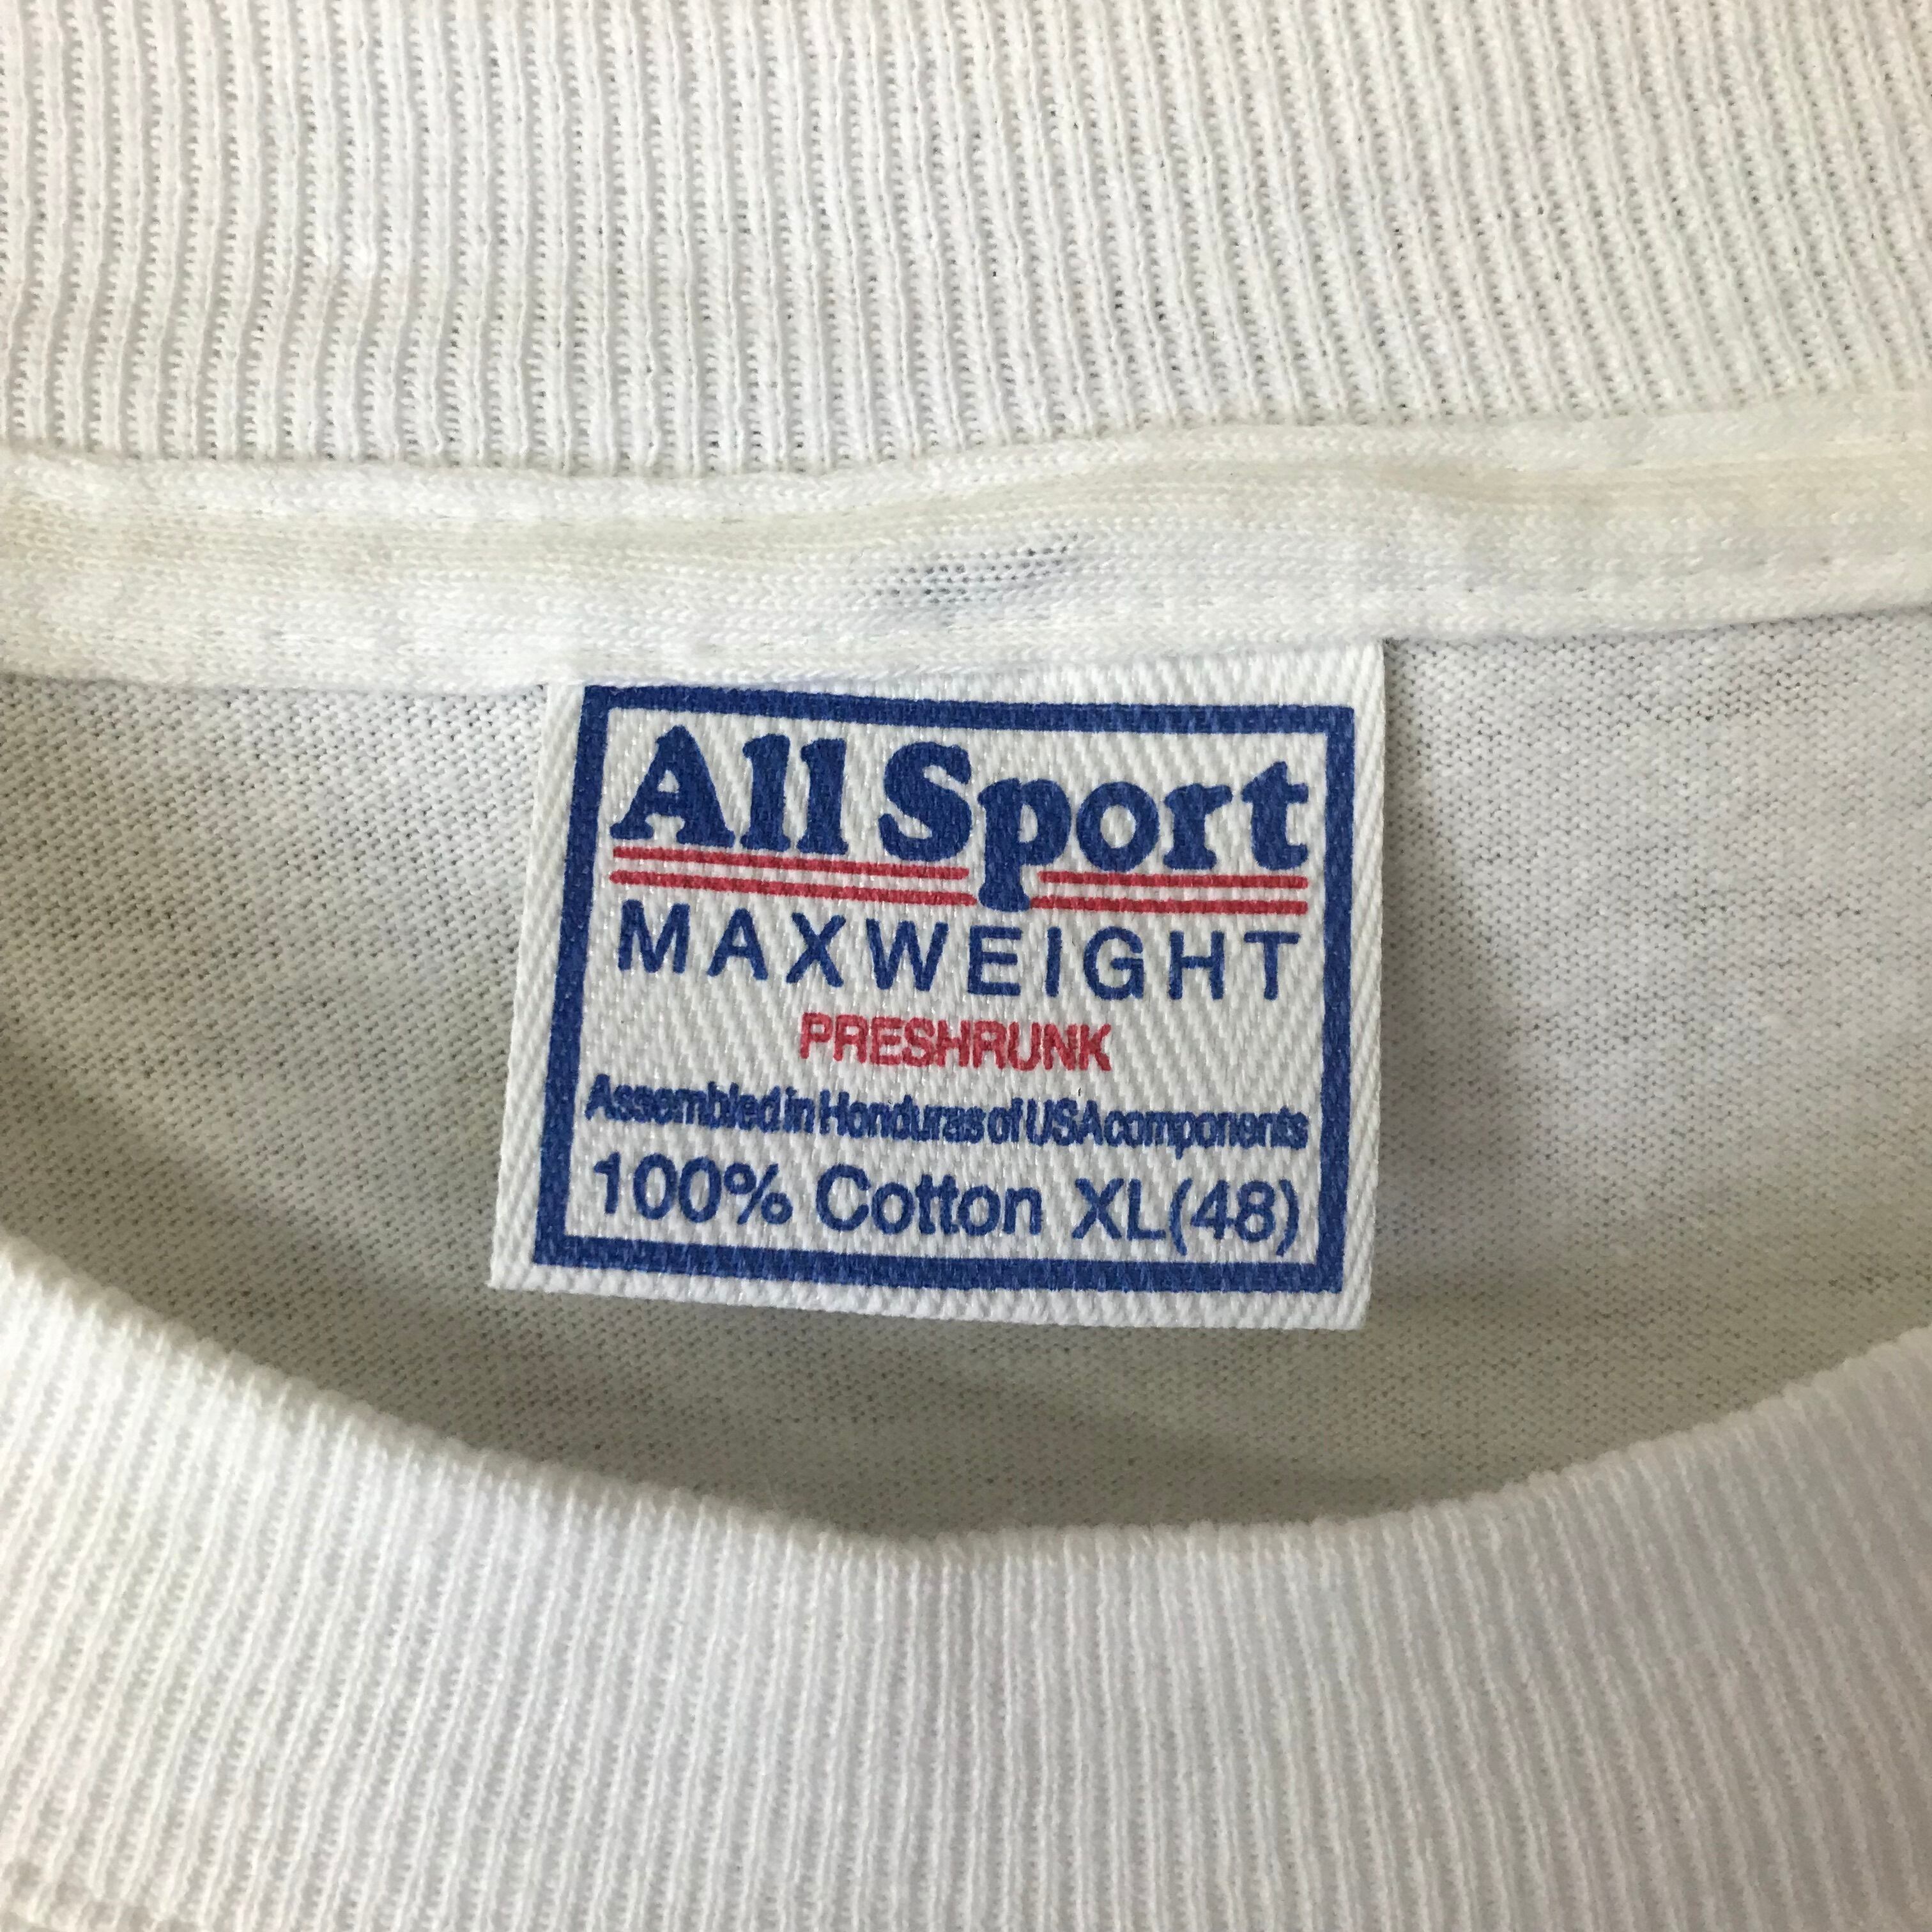 All Sport
MAXWEIGHT
PRESHRUNK
Assembled in Honduras of USA components
100% Cotton XL(48)